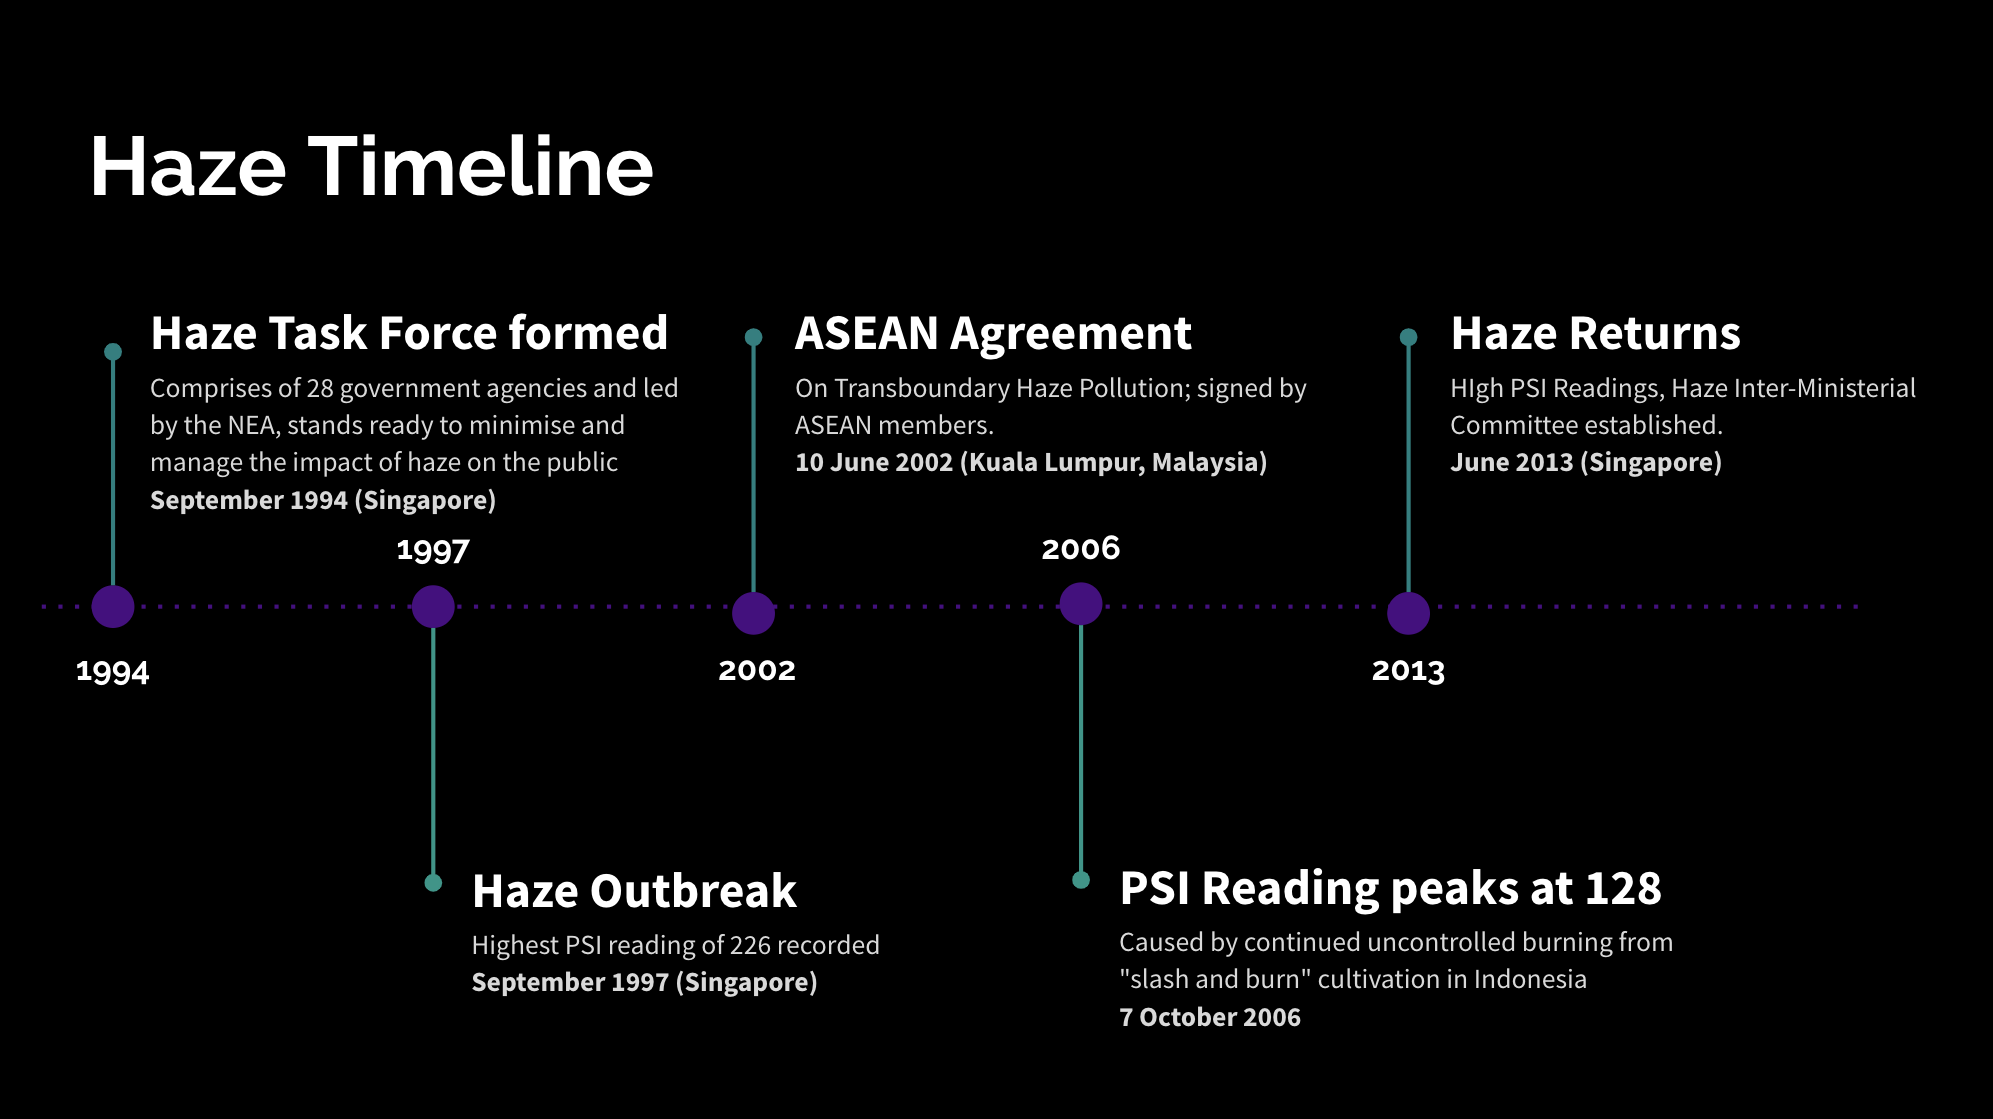 Haze Timeline
Haze Task Force formed
Comprises of 28 government agencies and led
by the NEA, stands ready to minimise and
manage the impact of haze on the public
September 1994 (Singapore)
1994
1997
Haze Outbreak
Highest PSI reading of 226 recorded
September 1997 (Singapore)
ASEAN Agreement
On Transboundary Haze Pollution; signed by
ASEAN members.
10 June 2002 (Kuala Lumpur, Malaysia)
2002
2006
PSI Reading peaks at 128
Caused by continued uncontrolled burning from
"slash and burn" cultivation in Indonesia
7 October 2006
Haze Returns
HIgh PSI Readings, Haze Inter-Ministerial
Committee established.
June 2013 (Singapore)
2013